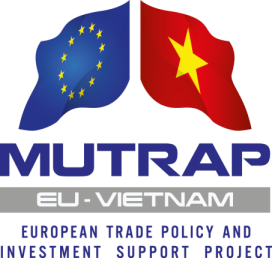 MUTRAP
EU - VIETNAM
EUROPEAN TRADE POLICY AND
INVESTMENT SUPPORT PROJECT